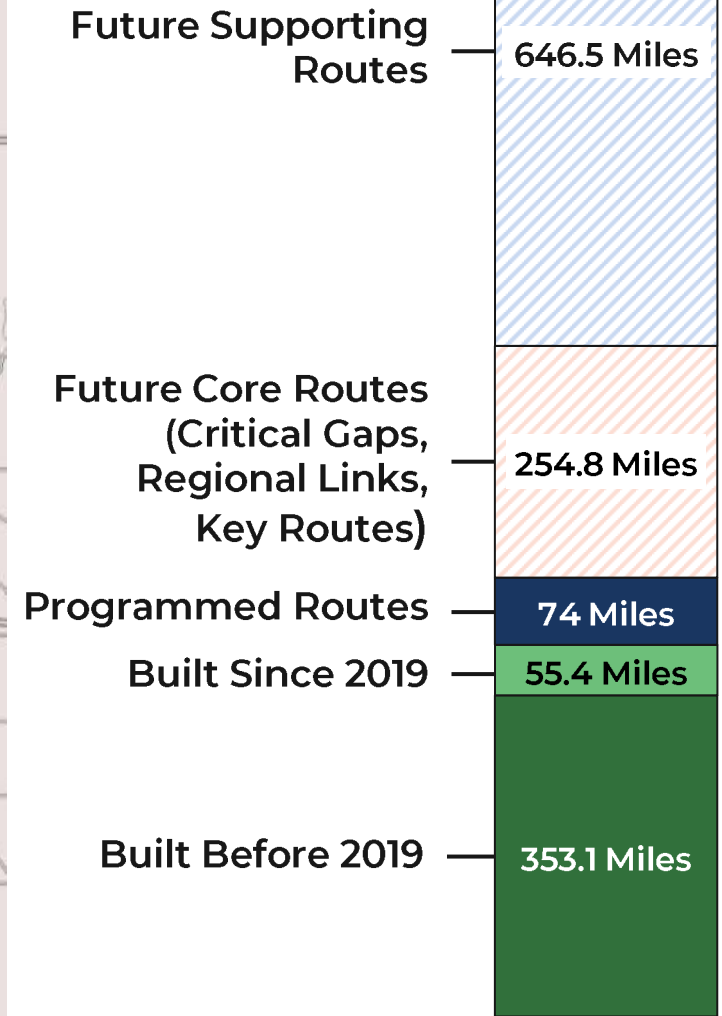 Future Supporting
Routes
646.5 Miles
Future Core Routes
(Critical Gaps,
Regional Links,
Key Routes)
254.8 Miles
Programmed Routes
74 Miles
Built Since 2019
55.4 Miles
Built Before 2019
353.1 Miles